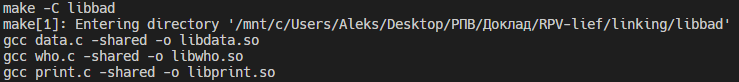 make -C libbad
make[1]: Entering directory '/mnt/c/Users/Aleks/Desktop/РПВ/Доклад/RPV-lief/linking/libbad'
gcc data.c -shared -o libdata.so
gcc who.c -shared -o libwho.so
gcc print.c -shared -o libprint.so